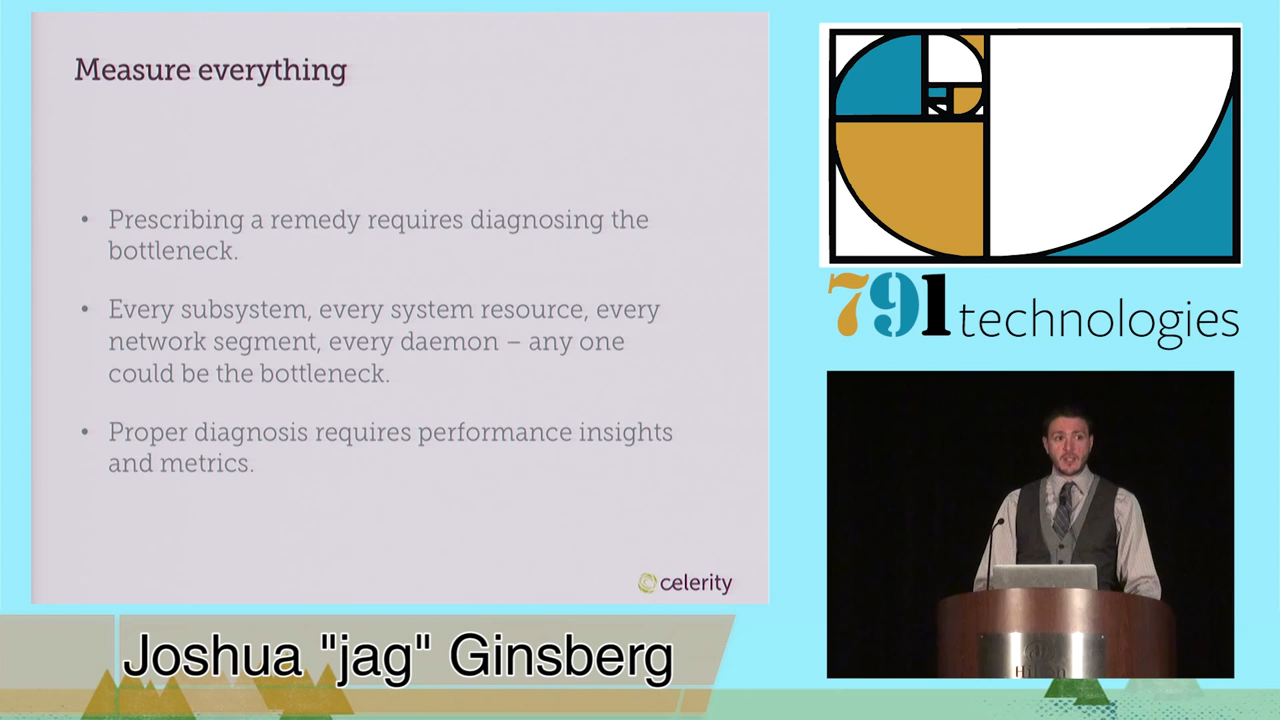 Measure everything
• Prescribing a remedy requires diagnosing the
bottleneck.
• Every subsystem, every system resource, every
network segment, every daemon – any one
could be the bottleneck.
• Proper diagnosis requires performance insights
and metrics.
celerity
791 technologies
Hilton
Joshua "jag" Ginsberg